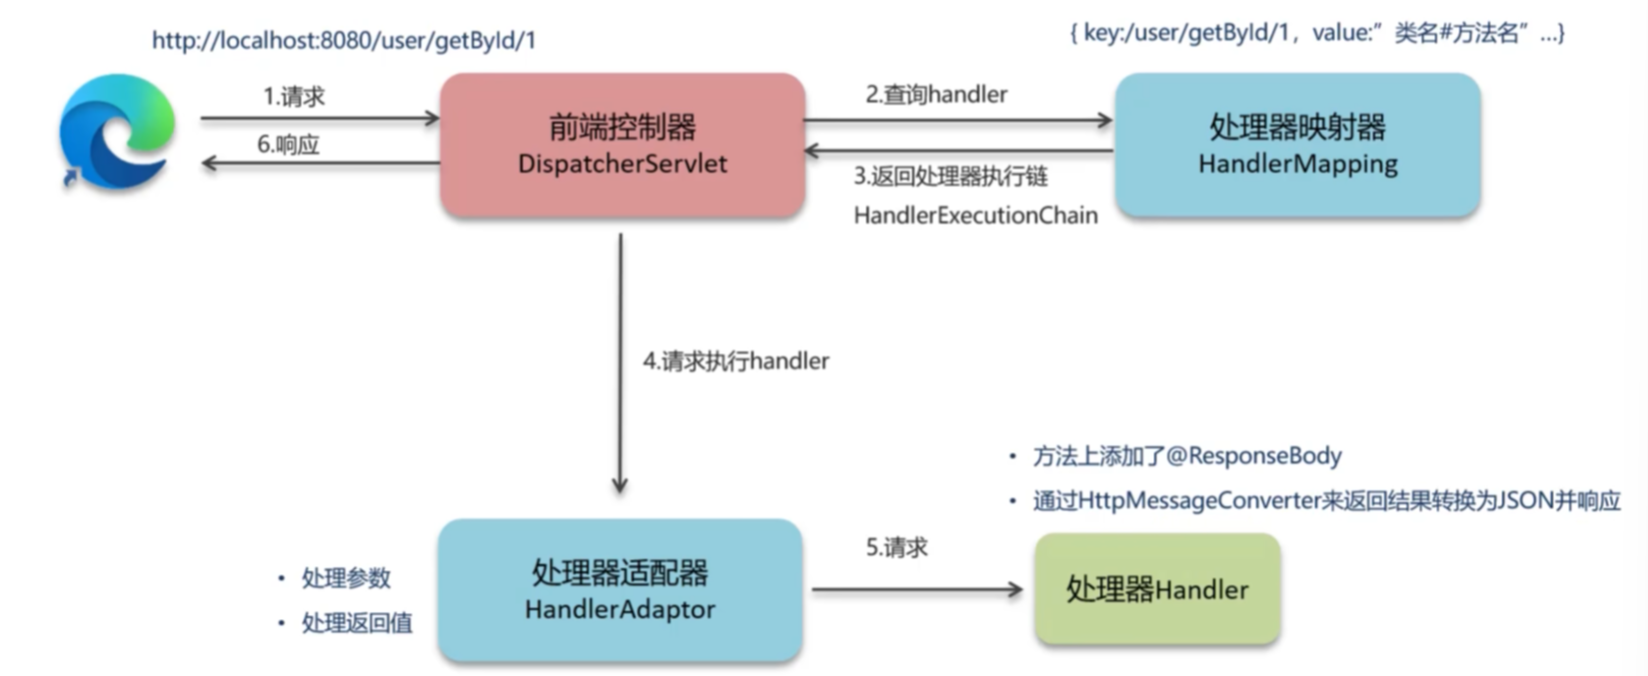 http://localhost:8080/user/getById/1
{ key:/user/getById/1，value:”类名#方法名”...}
1.请求
6.响应
前端控制器
DispatcherServlet
2.查询handler
3.返回处理器执行链
HandlerExecutionChain
处理器映射器
HandlerMapping
4.请求执行handler
• 方法上添加了@ResponseBody
• 通过HttpMessageConverter来返回结果转换为JSON并响应
• 处理参数
• 处理返回值
处理器适配器
HandlerAdaptor
5.请求
处理器Handler